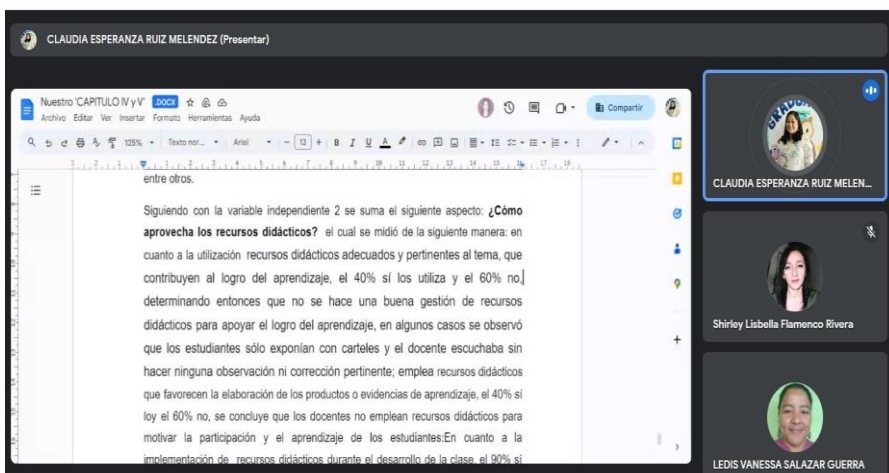 CLAUDIA ESPERANZA RUIZ MELENDEZ (Presentar)
Nuestro 'CAPITULO IV y V' .DOCX
Archivo Editar Ver Insertar Formato Herramientas Ayuda
Compartir
125% Texto nor... Arial 13 B I U A
entre otros.
Siguiendo con la variable independiente 2 se suma el siguiente aspecto: ¿Cómo
aprovecha los recursos didácticos? el cual se midió de la siguiente manera: en
cuanto a la utilización recursos didácticos adecuados y pertinentes al tema, que
contribuyen al logro del aprendizaje, el 40% sí los utiliza y el 60% no,
determinando entonces que no se hace una buena gestión de recursos
didácticos para apoyar el logro del aprendizaje, en algunos casos se observó
que los estudiantes sólo exponían con carteles y el docente escuchaba sin
hacer ninguna observación ni corrección pertinente; emplea recursos didácticos
que favorecen la elaboración de los productos o evidencias de aprendizaje, el 40% sí
loy el 60% no, se concluye que los docentes no emplean recursos didácticos para
motivar la participación y el aprendizaje de los estudiantes:En cuanto a la
implementación de recursos didácticos durante el desarrollo de la clase, el 90% sí
CLAUDIA ESPERANZA RUIZ MELEN...
Shirley Lisbella Flamenco Rivera
LEDIS VANESSA SALAZAR GUERRA